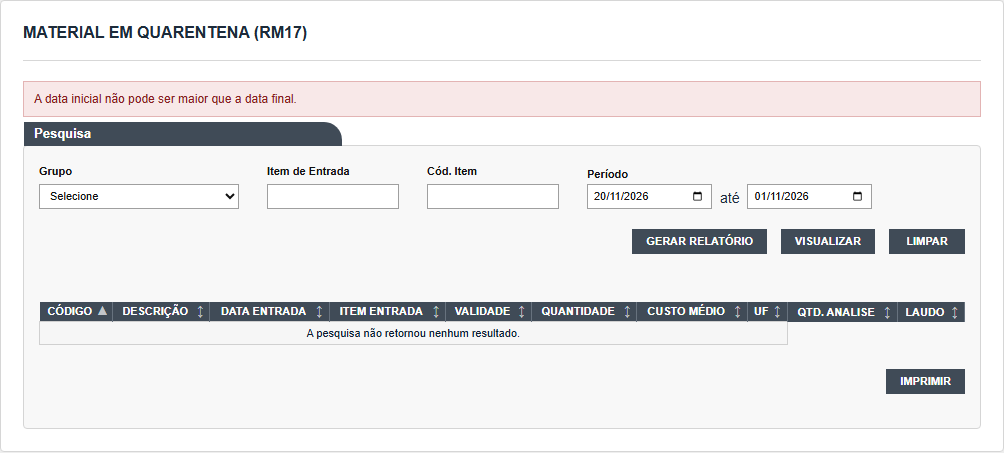 MATERIAL EM QUARENTENA (RM17)
A data inicial não pode ser maior que a data final.
Pesquisa
Grupo Item de Entrada Cód. Item Período
Selecione 20/11/2026 até 01/11/2026
GERAR RELATÓRIO VISUALIZAR LIMPAR
CÓDIGO DESCRIÇÃO DATA ENTRADA ITEM ENTRADA VALIDADE QUANTIDADE CUSTO MÉDIO UF QTD. ANALISE LAUDO
A pesquisa não retornou nenhum resultado.
IMPRIMIR